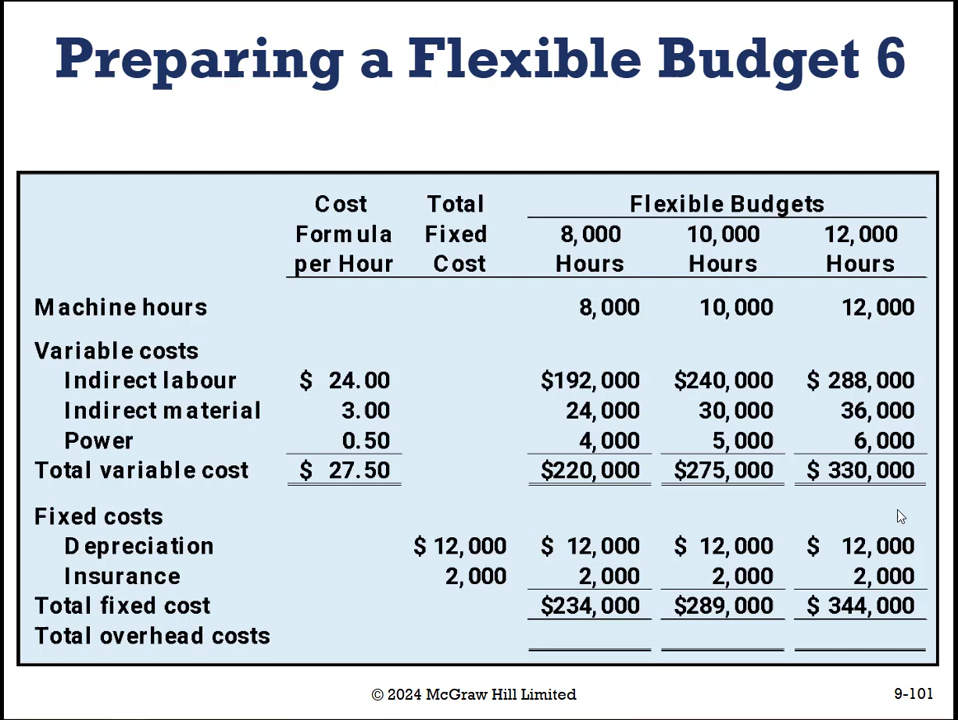 Preparing a Flexible Budget 6
Cost Total Flexible Budgets
Formula Fixed 8,000 10,000 12,000
per Hour Cost Hours Hours Hours
Machine hours 8,000 10,000 12,000
Variable costs
Indirect labour $ 24.00 $192,000 $240,000 $ 288,000
Indirect material 3.00 24,000 30,000 36,000
Power 0.50 4,000 5,000 6,000
Total variable cost $ 27.50 $220,000 $275,000 $ 330,000
Fixed costs
Depreciation $ 12,000 $ 12,000 $ 12,000 $ 12,000
Insurance 2,000 2,000 2,000 2,000
Total fixed cost $234,000 $289,000 $ 344,000
Total overhead costs
© 2024 McGraw Hill Limited 9-101